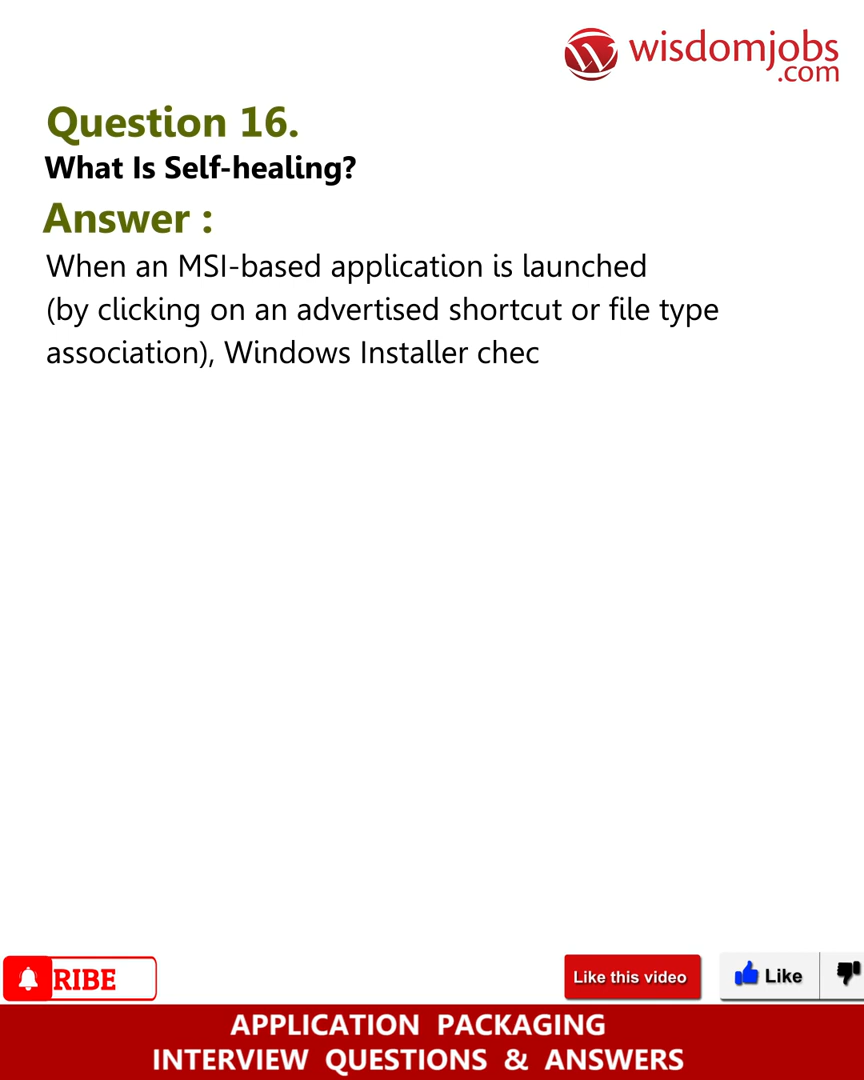 wisdomjobs
.com
Question 16.
What Is Self-healing?
Answer :
When an MSI-based application is launched
(by clicking on an advertised shortcut or file type
association), Windows Installer chec
RIBE
Like this video
Like
APPLICATION PACKAGING
INTERVIEW QUESTIONS & ANSWERS